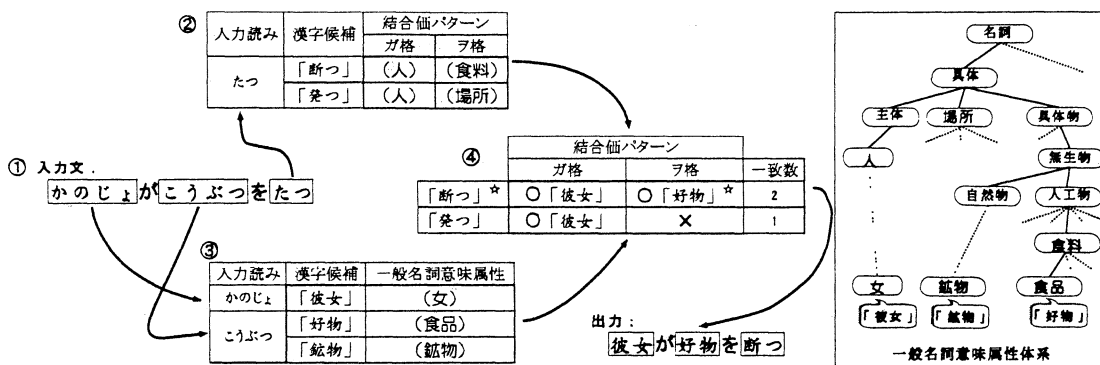 ②
入力読み 漢字候補 結合価パターン
ガ格 ヲ格
たつ 「断つ」 (人) (食料)
「発つ」 (人) (場所)
① 入力文.
かのじょがこうぶつをたつ
③
入力読み 漢字候補 一般名詞意味属性
かのじょ 「彼女」 (女)
こうぶつ 「好物」 (食品)
「鉱物」 (鉱物)
④
結合価パターン
ガ格 ヲ格 一致数
「断つ」☆ ○「彼女」 ○「好物」☆ 2
「発つ」 ○「彼女」 × 1
出力:
彼女が好物を断つ
名詞
具体
主体 場所 具体物
人 無生物
自然物 人工物
食料
女 鉱物 食品
「彼女」 「鉱物」 「好物」
一般名詞意味属性体系